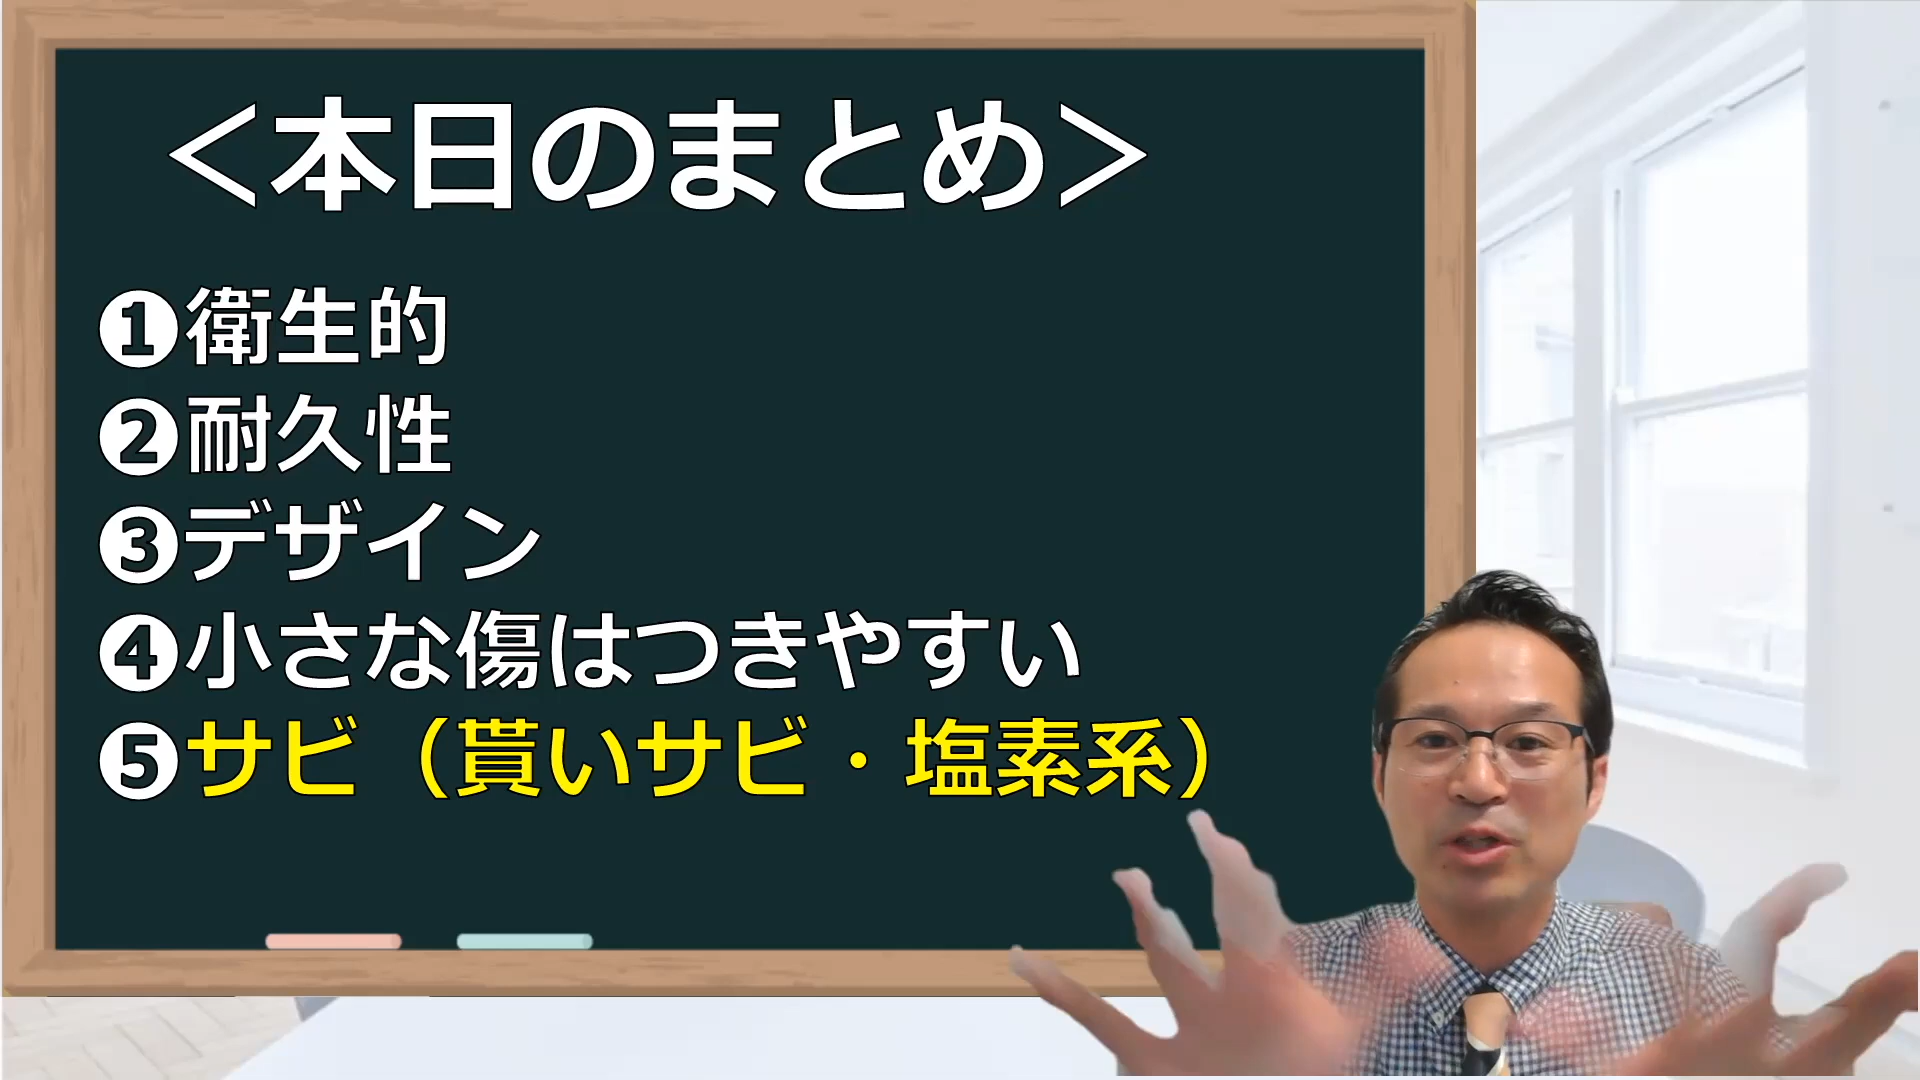 ＜本日のまとめ＞
❶衛生的
❷耐久性
❸デザイン
❹小さな傷はつきやすい
❺サビ（貰いサビ・塩素系）